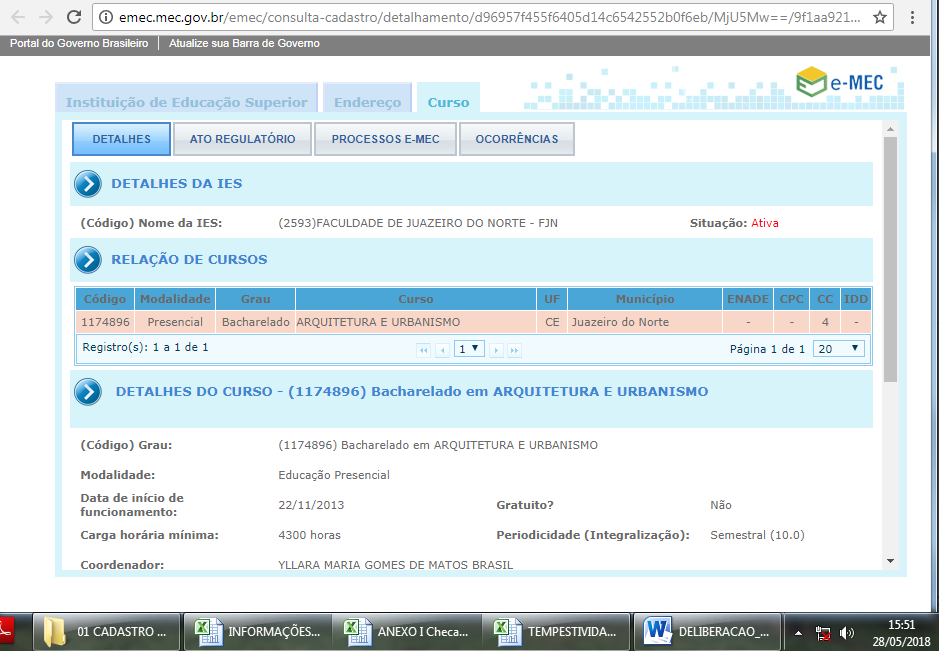 emec.mec.gov.br/emec/consulta-cadastro/detalhamento/d96957f455f6405d14c6542552b0f6eb/MjU5Mw==/9f1aa921...
Portal do Governo Brasileiro | Atualize sua Barra de Governo
e-MEC
Instituição de Educação Superior Endereço Curso
DETALHES ATO REGULATÓRIO PROCESSOS E-MEC OCORRÊNCIAS
DETALHES DA IES
(Código) Nome da IES: (2593)FACULDADE DE JUAZEIRO DO NORTE - FJN Situação: Ativa
RELAÇÃO DE CURSOS
Código Modalidade Grau Curso UF Município ENADE CPC CC IDD
1174896 Presencial Bacharelado ARQUITETURA E URBANISMO CE Juazeiro do Norte - - 4 -
Registro(s): 1 a 1 de 1 1 Página 1 de 1 20
DETALHES DO CURSO - (1174896) Bacharelado em ARQUITETURA E URBANISMO
(Código) Grau: (1174896) Bacharelado em ARQUITETURA E URBANISMO
Modalidade: Educação Presencial
Data de início de
funcionamento: 22/11/2013 Gratuito? Não
Carga horária mínima: 4300 horas Periodicidade (Integralização): Semestral (10.0)
Coordenador: YLLARA MARIA GOMES DE MATOS BRASIL
01 CADASTRO ... INFORMAÇÕES... ANEXO I Checa... TEMPESTIVIDA... DELIBERACAO_...
15:51
28/05/2018